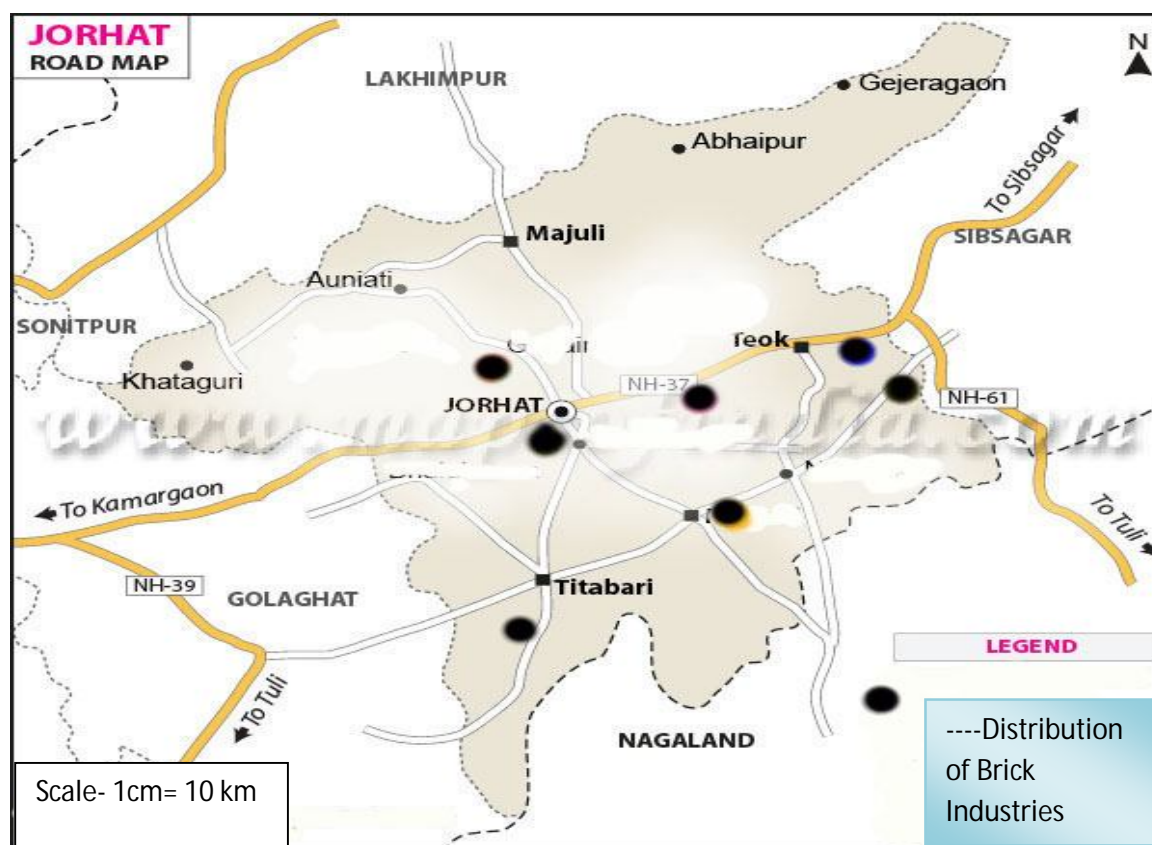 JORHAT
ROAD MAP
N
LAKHIMPUR
Gejeragaon
Abhaipur
To Sibsagar
Majuli
SIBSAGAR
Auniati
SONITPUR
Teok
Khataguri
NH-37
JORHAT
NH-61
To Kamargaon
To Tuli
NH-39
GOLAGHAT
Titabari
LEGEND
To Tuli
NAGALAND
----Distribution
of Brick
Industries
Scale- 1cm= 10 km